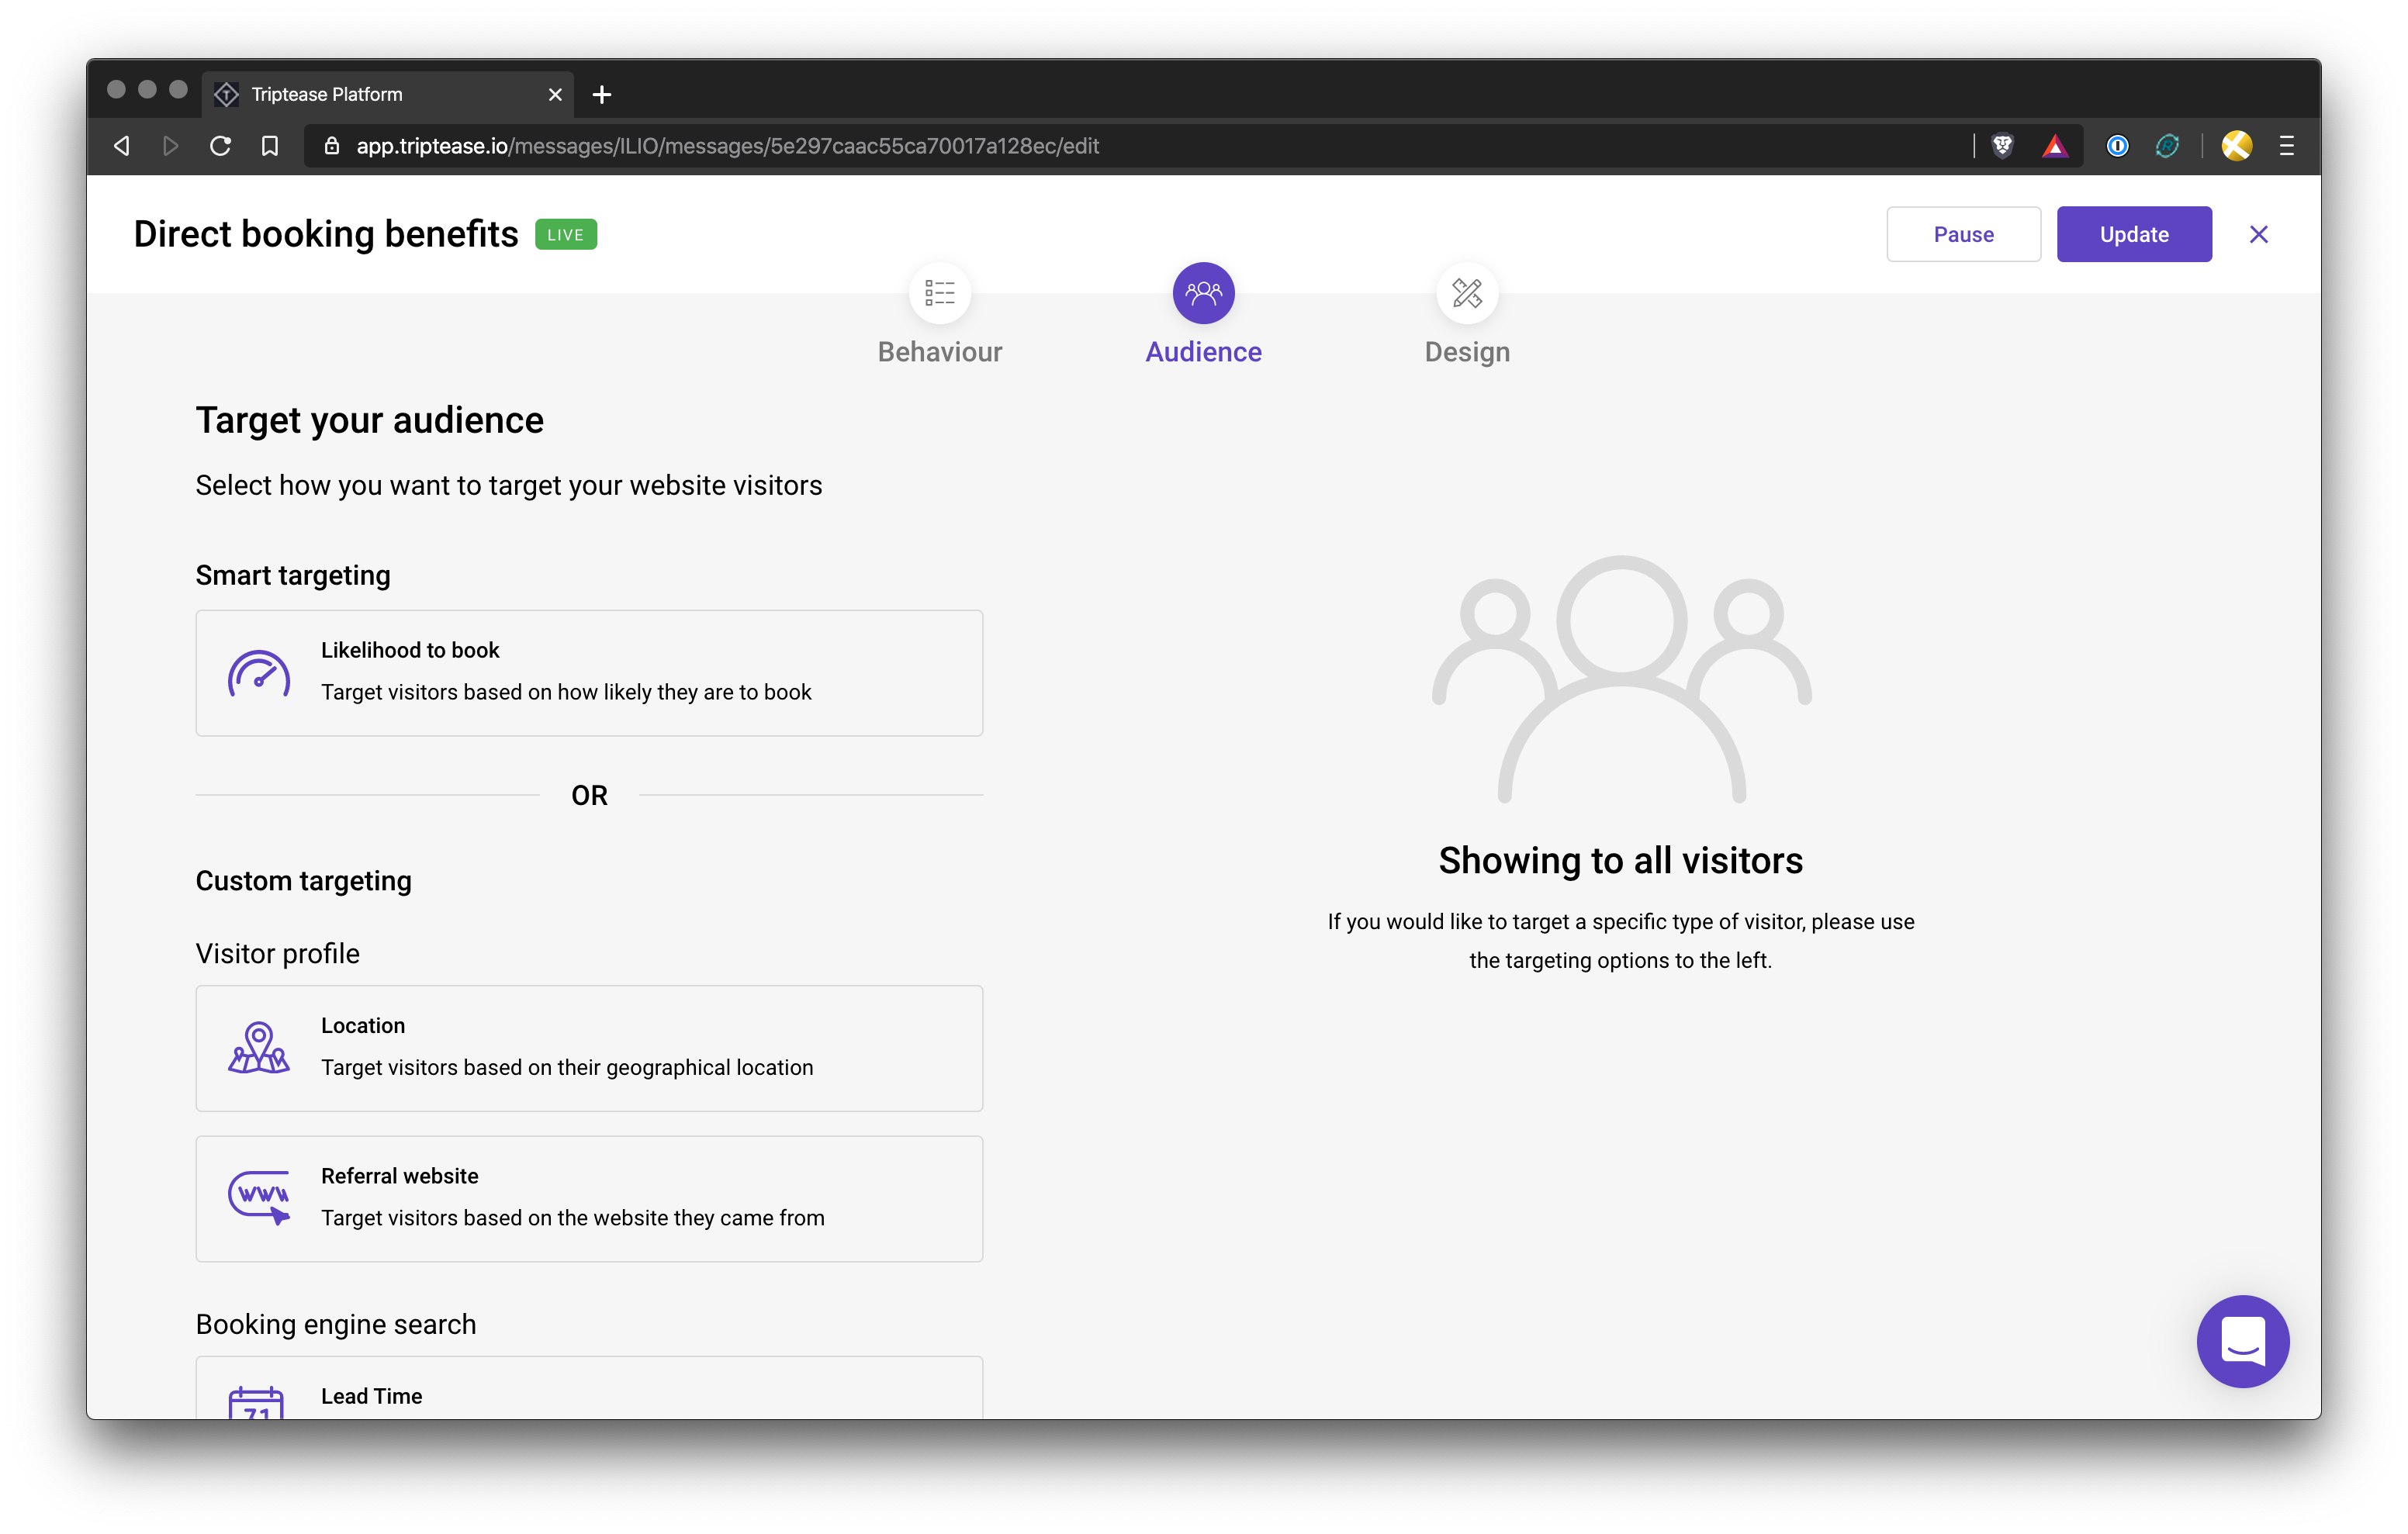 Triptease Platform
app.triptease.io/messages/ILIO/messages/5e297caac55ca70017a128ec/edit
Direct booking benefits LIVE
Pause Update
Behaviour Audience Design
Target your audience
Select how you want to target your website visitors
Smart targeting
Likelihood to book
Target visitors based on how likely they are to book
OR
Custom targeting
Visitor profile
Location
Target visitors based on their geographical location
Referral website
Target visitors based on the website they came from
Booking engine search
Lead Time
Showing to all visitors
If you would like to target a specific type of visitor, please use
the targeting options to the left.